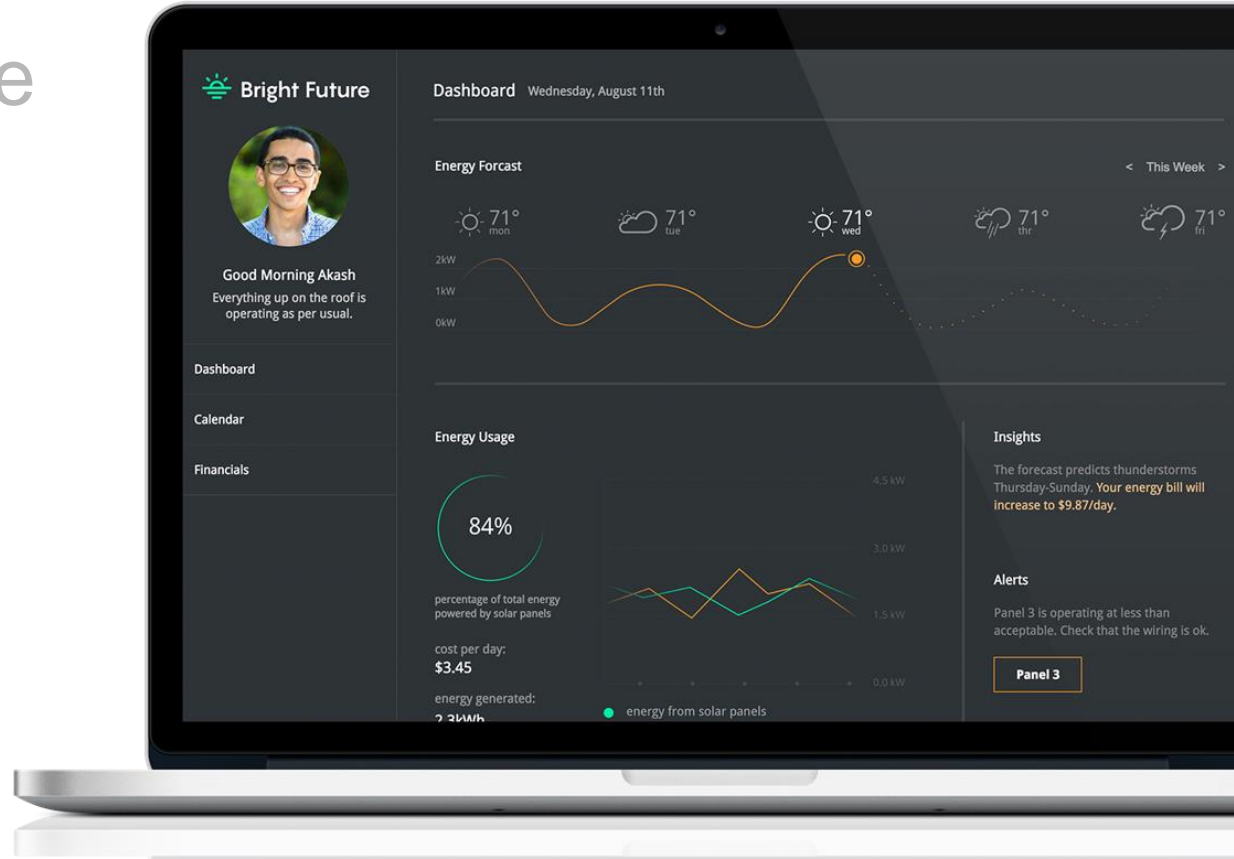 e
Bright Future
Good Morning Akash
Everything up on the roof is
operating as per usual.
Dashboard
Calendar
Financials
Dashboard Wednesday, August 11th
Energy Forcast
< This Week >
71° 71° 71° 71° 71°
mon tue wed thr fri
2kW
1kW
0kW
Energy Usage
84%
percentage of total energy
powered by solar panels
cost per day:
$3.45
energy generated:
2.3kWh
4.5 kW
3.0 kW
1.5 kW
0.0 kW
energy from solar panels
Insights
The forecast predicts thunderstorms
Thursday-Sunday. Your energy bill will
increase to $9.87/day.
Alerts
Panel 3 is operating at less than
acceptable. Check that the wiring is ok.
Panel 3